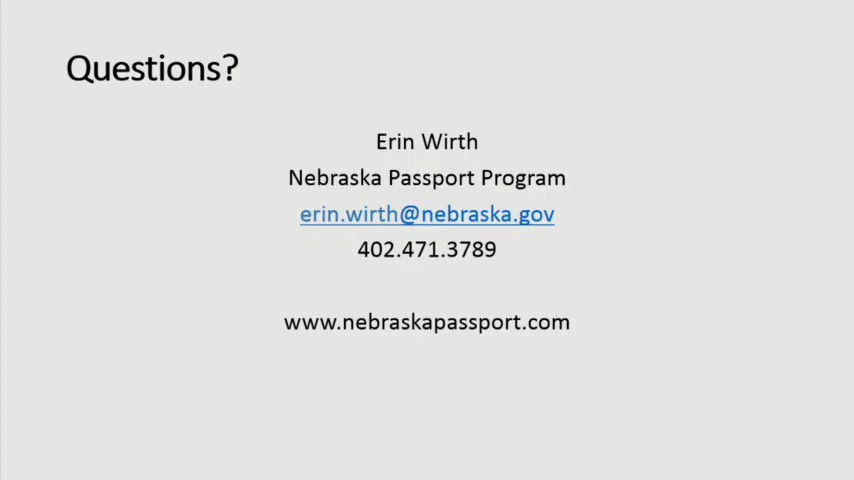 Questions?
Erin Wirth
Nebraska Passport Program
erin.wirth@nebraska.gov
402.471.3789
www.nebraskapassport.com